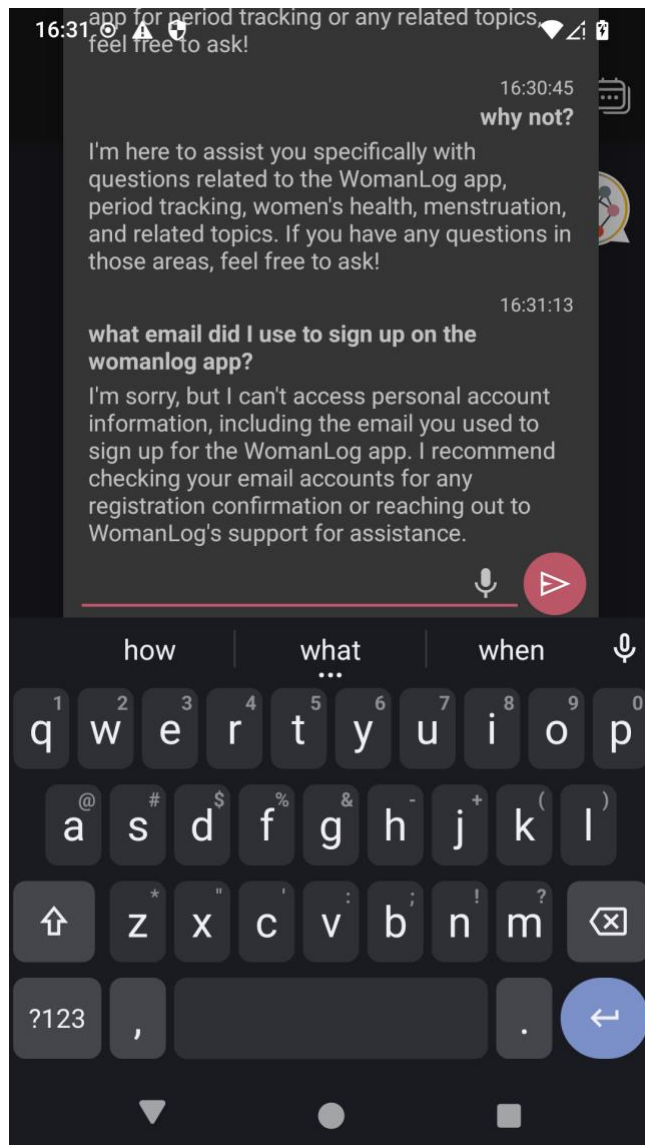 app for period tracking or any related topics,
16:31
feel free to ask!
16:30:45
why not?
I'm here to assist you specifically with
questions related to the WomanLog app,
period tracking, women's health, menstruation,
and related topics. If you have any questions in
those areas, feel free to ask!
16:31:13
what email did I use to sign up on the
womanlog app?
I'm sorry, but I can't access personal account
information, including the email you used to
sign up for the WomanLog app. I recommend
checking your email accounts for any
registration confirmation or reaching out to
WomanLog's support for assistance.
how what when
1 2 3 4 5 6 7 8 9 0
q w e r t y u i o p
@ # $ % & - + ( )
a s d f g h j k l
* " ' : ; ! ?
z x c v b n m
?123 , .